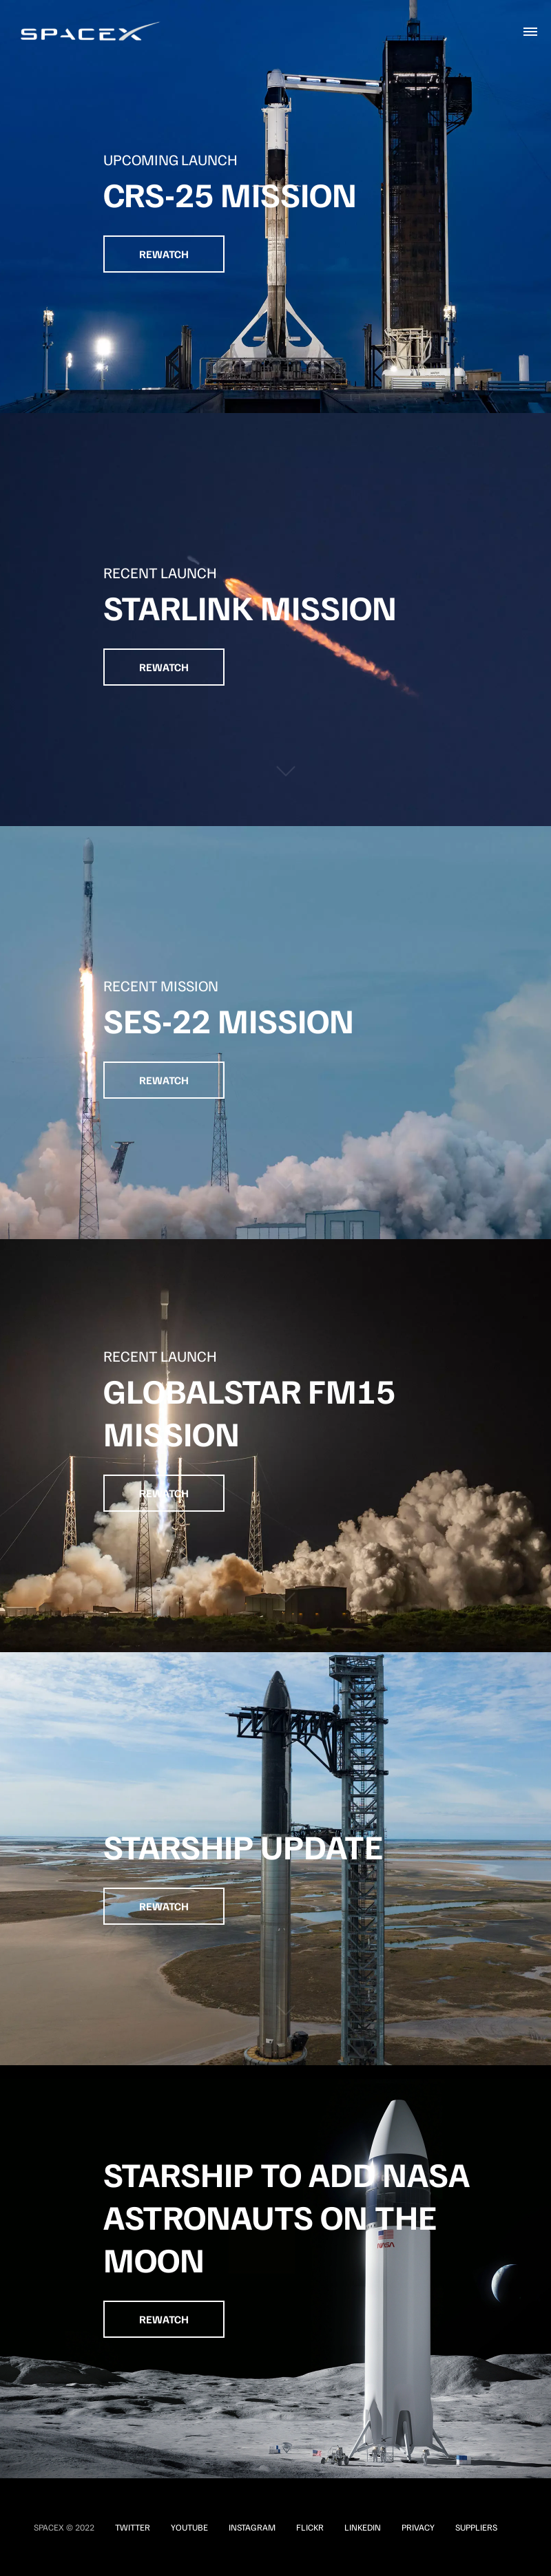 SPACEX
UPCOMING LAUNCH
CRS-25 MISSION
REWATCH
RECENT LAUNCH
STARLINK MISSION
REWATCH
RECENT MISSION
SES-22 MISSION
REWATCH
RECENT LAUNCH
GLOBALSTAR FM15
MISSION
REWATCH
STARSHIP UPDATE
REWATCH
STARSHIP TO ADD NASA
ASTRONAUTS ON THE
MOON
NASA
REWATCH
SPACEX © 2022 TWITTER YOUTUBE INSTAGRAM FLICKR LINKEDIN PRIVACY SUPPLIERS